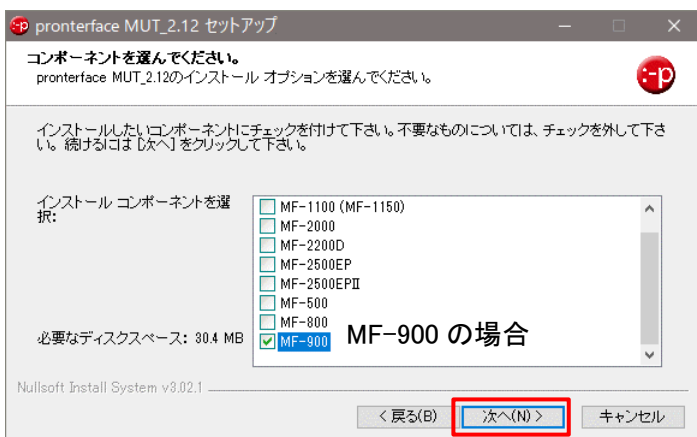 pronterface MUT_2.12 セットアップ
コンポーネントを選んでください。
pronterface MUT_2.12のインストール オプションを選んでください。
:-p
インストールしたいコンポーネントにチェックを付けて下さい。不要なものについては、チェックを外して下さ
い。 続けるには [次へ] をクリックして下さい。
インストール コンポーネントを選
択:
MF-1100 (MF-1150)
MF-2000
MF-2200D
MF-2500EP
MF-2500EPⅡ
MF-500
MF-800
MF-900
MF-900 の場合
必要なディスクスペース: 30.4 MB
Nullsoft Install System v3.02.1
< 戻る(B)
次へ(N) >
キャンセル